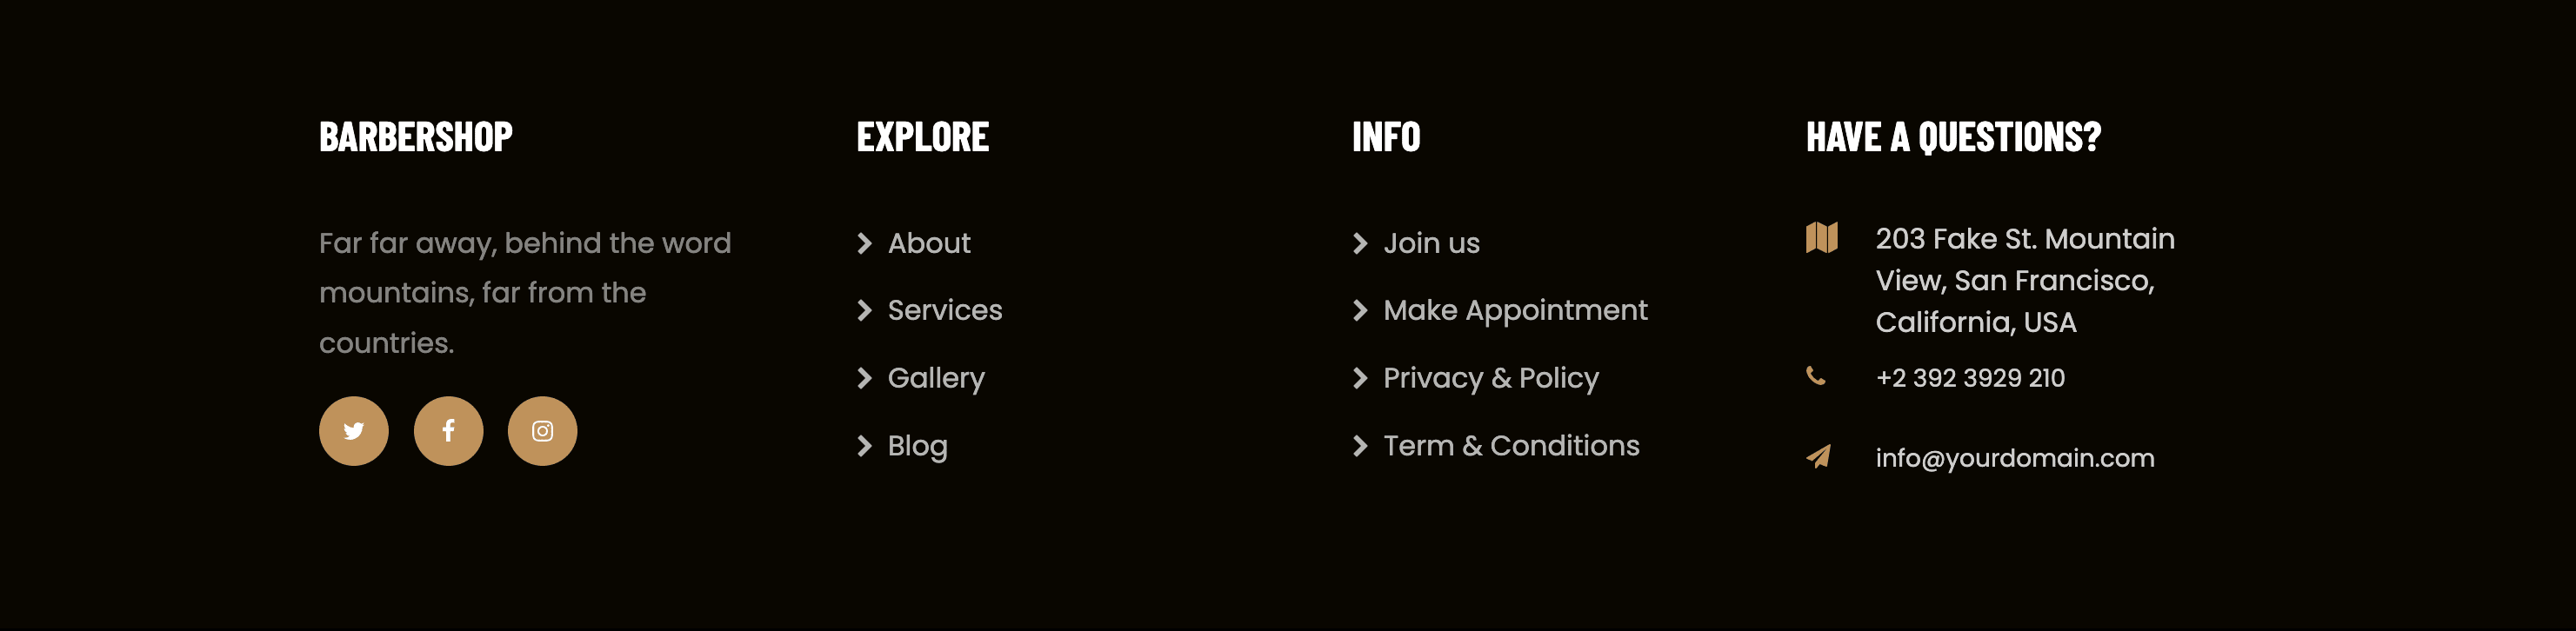 BARBERSHOP
Far far away, behind the word
mountains, far from the
countries.
EXPLORE
About
Services
Gallery
Blog
INFO
Join us
Make Appointment
Privacy & Policy
Term & Conditions
HAVE A QUESTIONS?
203 Fake St. Mountain
View, San Francisco,
California, USA
+2 392 3929 210
info@yourdomain.com